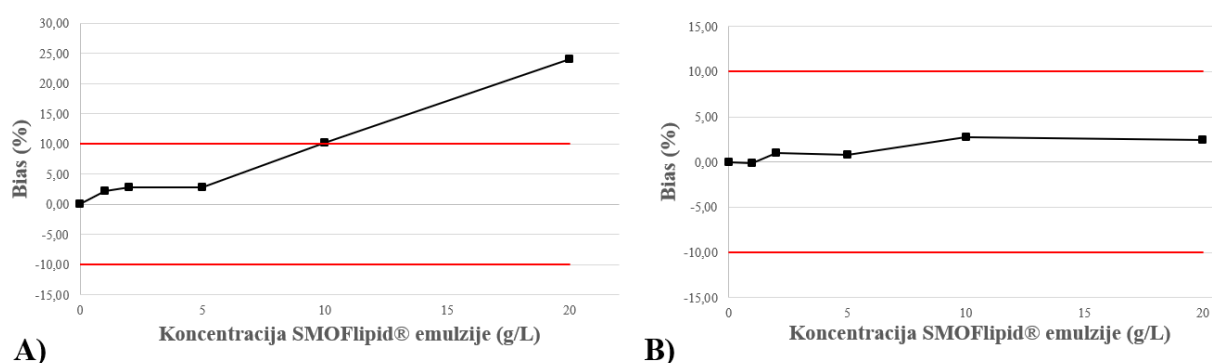 30,00
25,00
20,00
15,00
10,00
5,00
0,00
-5,00
-10,00
-15,00
Bias (%)
0 5 10 15 20
Koncentracija SMOFlipid® emulzije (g/L)
A)
15,00
10,00
5,00
0,00
-5,00
-10,00
-15,00
Bias (%)
0 5 10 15 20
Koncentracija SMOFlipid® emulzije (g/L)
B)